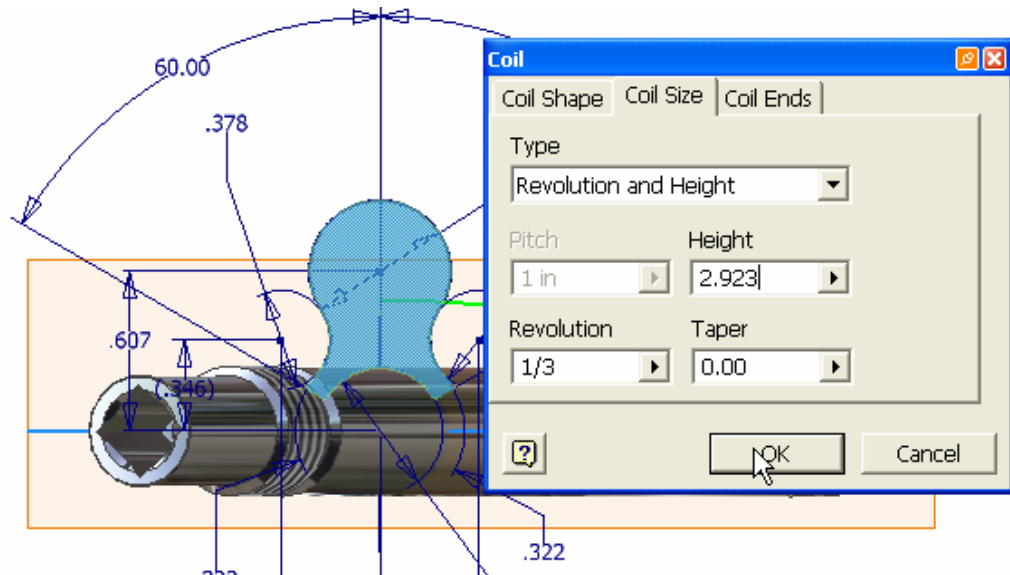 60.00
.378
.607
(.346)
.322
Coil
Coil Shape
Coil Size
Coil Ends
Type
Revolution and Height
Pitch
Height
1 in
2.923
Revolution
Taper
1/3
0.00
?
OK
Cancel